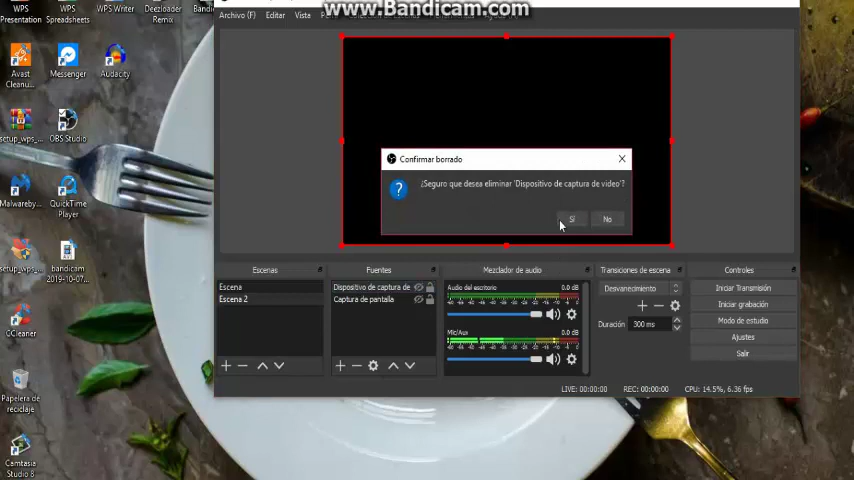 www.Bandicam.com
WPS Presentation
WPS Spreadsheets
WPS Writer
Deezloader Remix
Bandi
Archivo (F)
Editar
Vista
Avast Cleanu...
Messenger
Audacity
setup_wps_...
OBS Studio
Malwareby...
QuickTime Player
setup_wps_...
bandicam 2019-10-07...
CCleaner
Papelera de reciclaje
Camtasia Studio 8
Confirmar borrado
¿Seguro que desea eliminar 'Dispositivo de captura de video'?
Sí
No
Escenas
Escena
Escena 2
Fuentes
Dispositivo de captura de
Captura de pantalla
Mezclador de audio
Audio del escritorio
0.0 dB
Mic/Aux
0.0 dB
Transiciones de escena
Desvanecimiento
Duración
300 ms
Controles
Iniciar Transmisión
Iniciar grabación
Modo de estudio
Ajustes
Salir
LIVE: 00:00:00
REC: 00:00:00
CPU: 14.5%, 6.36 fps